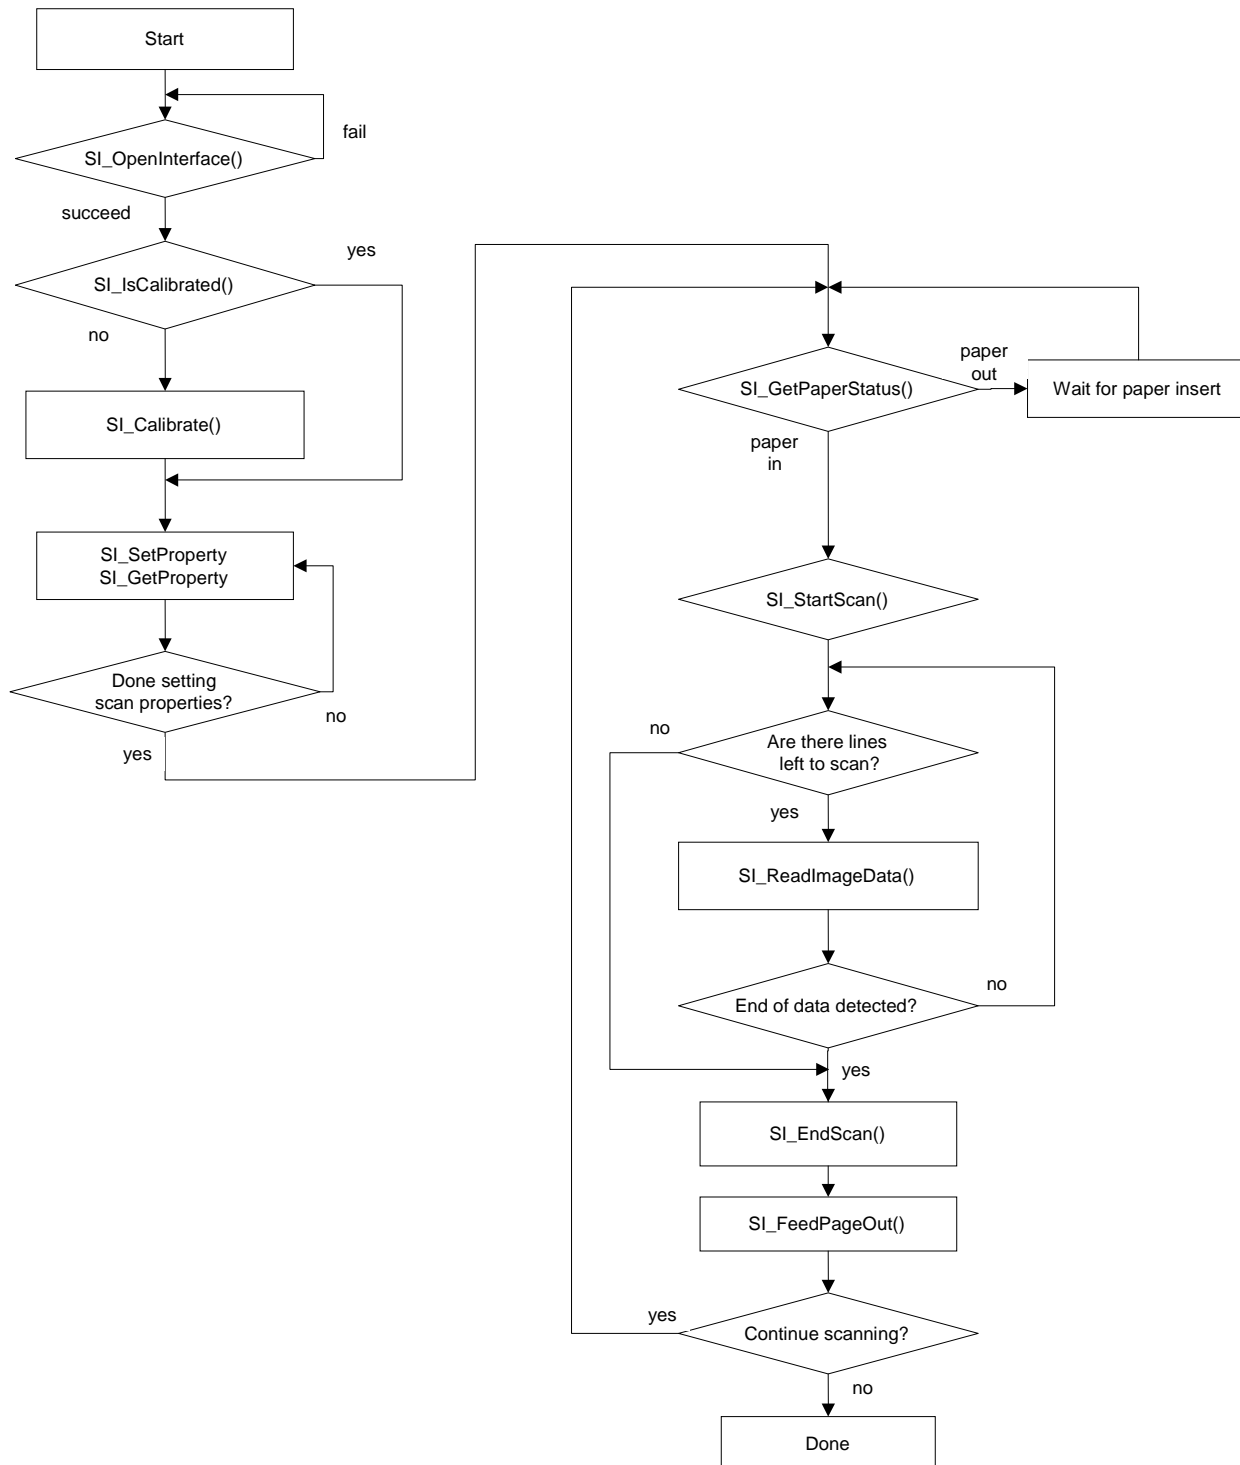 Start
fail
SI_OpenInterface()
succeed
yes
SI_IsCalibrated()
no
SI_Calibrate()
SI_SetProperty
SI_GetProperty
Done setting
scan properties?
no
yes
paper
out
SI_GetPaperStatus()
Wait for paper insert
paper
in
SI_StartScan()
no
Are there lines
left to scan?
yes
SI_ReadImageData()
no
End of data detected?
yes
SI_EndScan()
SI_FeedPageOut()
yes
Continue scanning?
no
Done